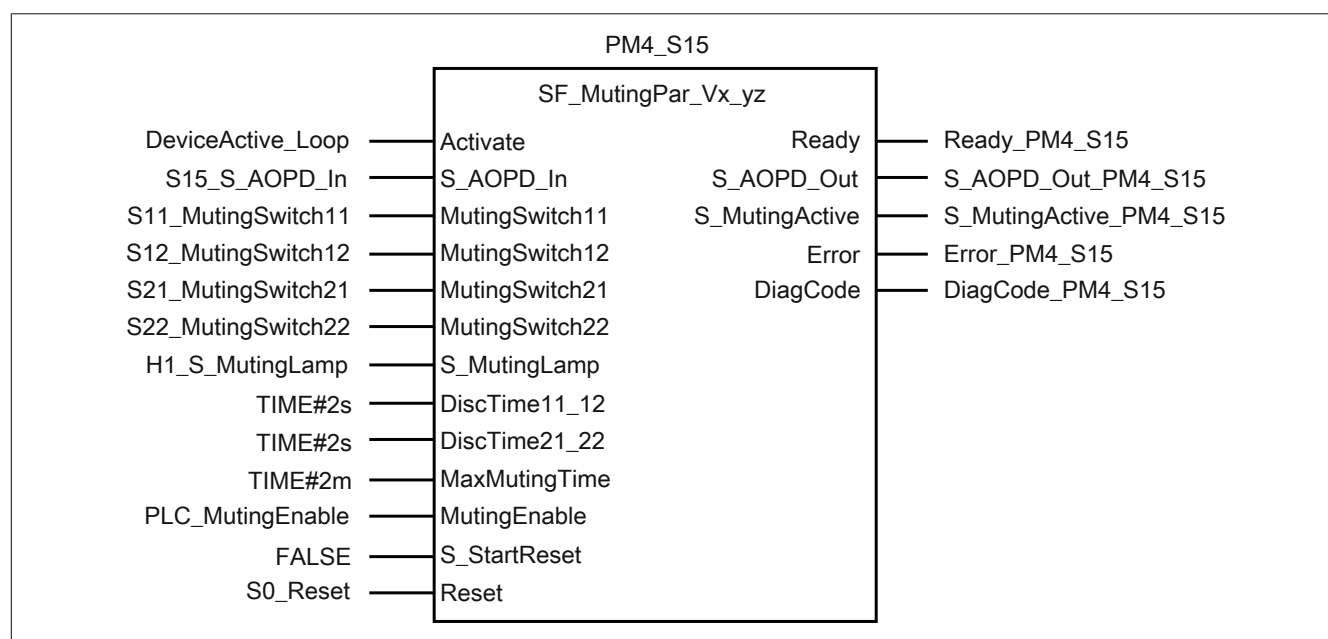 PM4_S15
SF_MutingPar_Vx_yz
DeviceActive_Loop Activate Ready Ready_PM4_S15
S15_S_AOPD_In S_AOPD_In S_AOPD_Out S_AOPD_Out_PM4_S15
S11_MutingSwitch11 MutingSwitch11 S_MutingActive S_MutingActive_PM4_S15
S12_MutingSwitch12 MutingSwitch12 Error Error_PM4_S15
S21_MutingSwitch21 MutingSwitch21 DiagCode DiagCode_PM4_S15
S22_MutingSwitch22 MutingSwitch22
H1_S_MutingLamp S_MutingLamp
TIME#2s DiscTime11_12
TIME#2s DiscTime21_22
TIME#2m MaxMutingTime
PLC_MutingEnable MutingEnable
FALSE S_StartReset
S0_Reset Reset